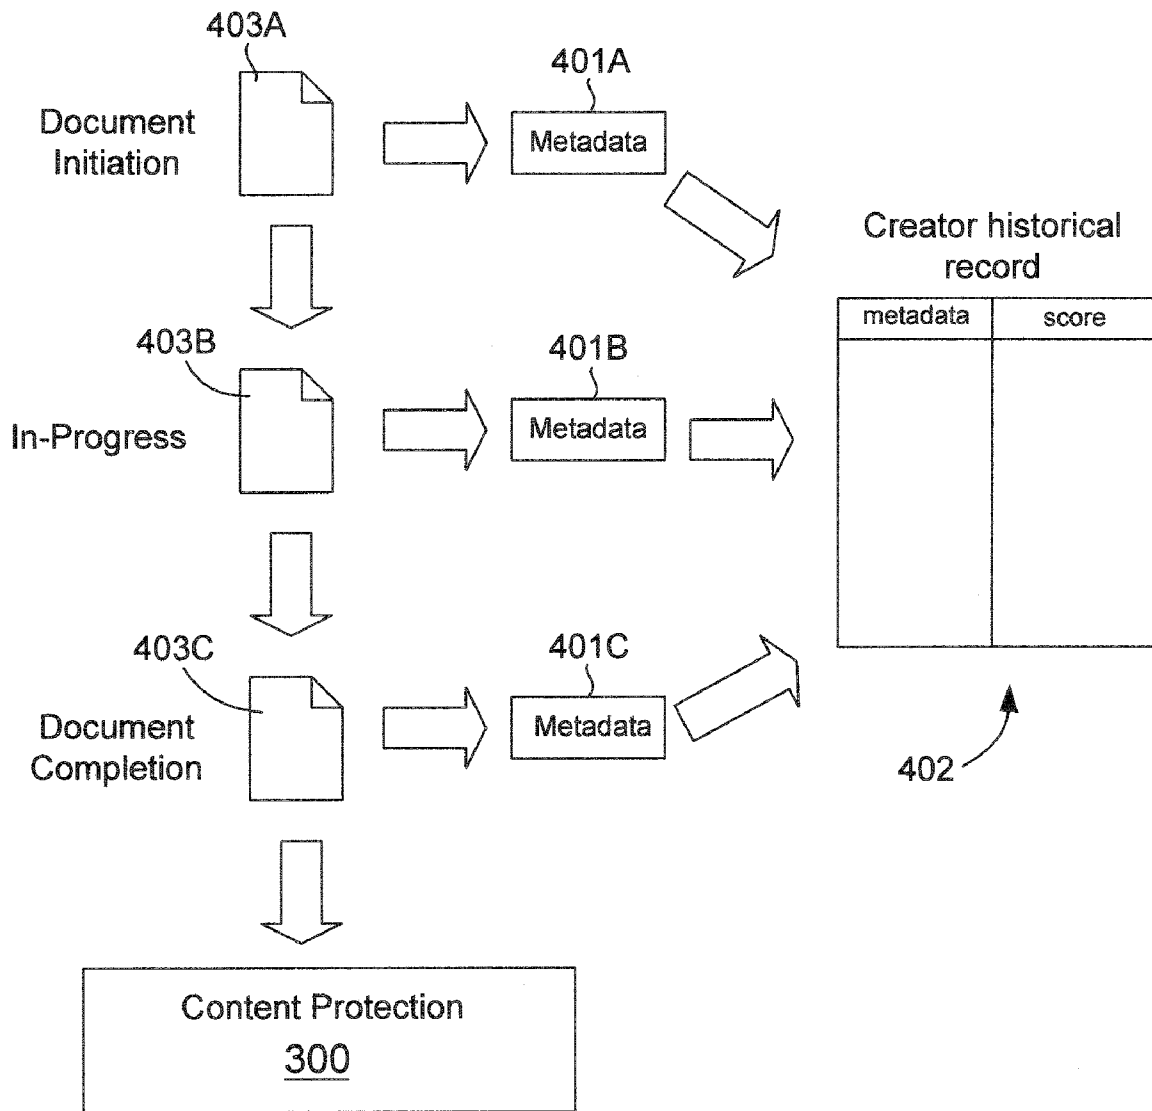 403A
401A
Document
Initiation
Metadata
Creator historical
record
metadata
score
403B
401B
In-Progress
Metadata
403C
401C
Document
Completion
Metadata
402
Content Protection
300